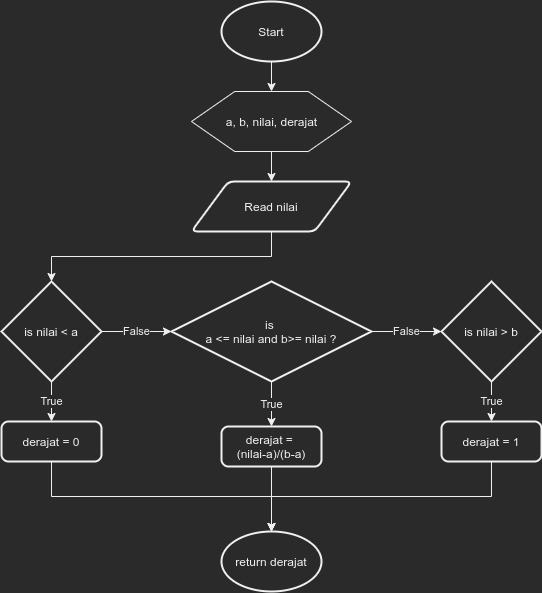 Start
a, b, nilai, derajat
Read nilai
is nilai < a
False
is
a <= nilai and b>= nilai ?
False
is nilai > b
True
True
True
derajat = 0
derajat =
(nilai-a)/(b-a)
derajat = 1
return derajat